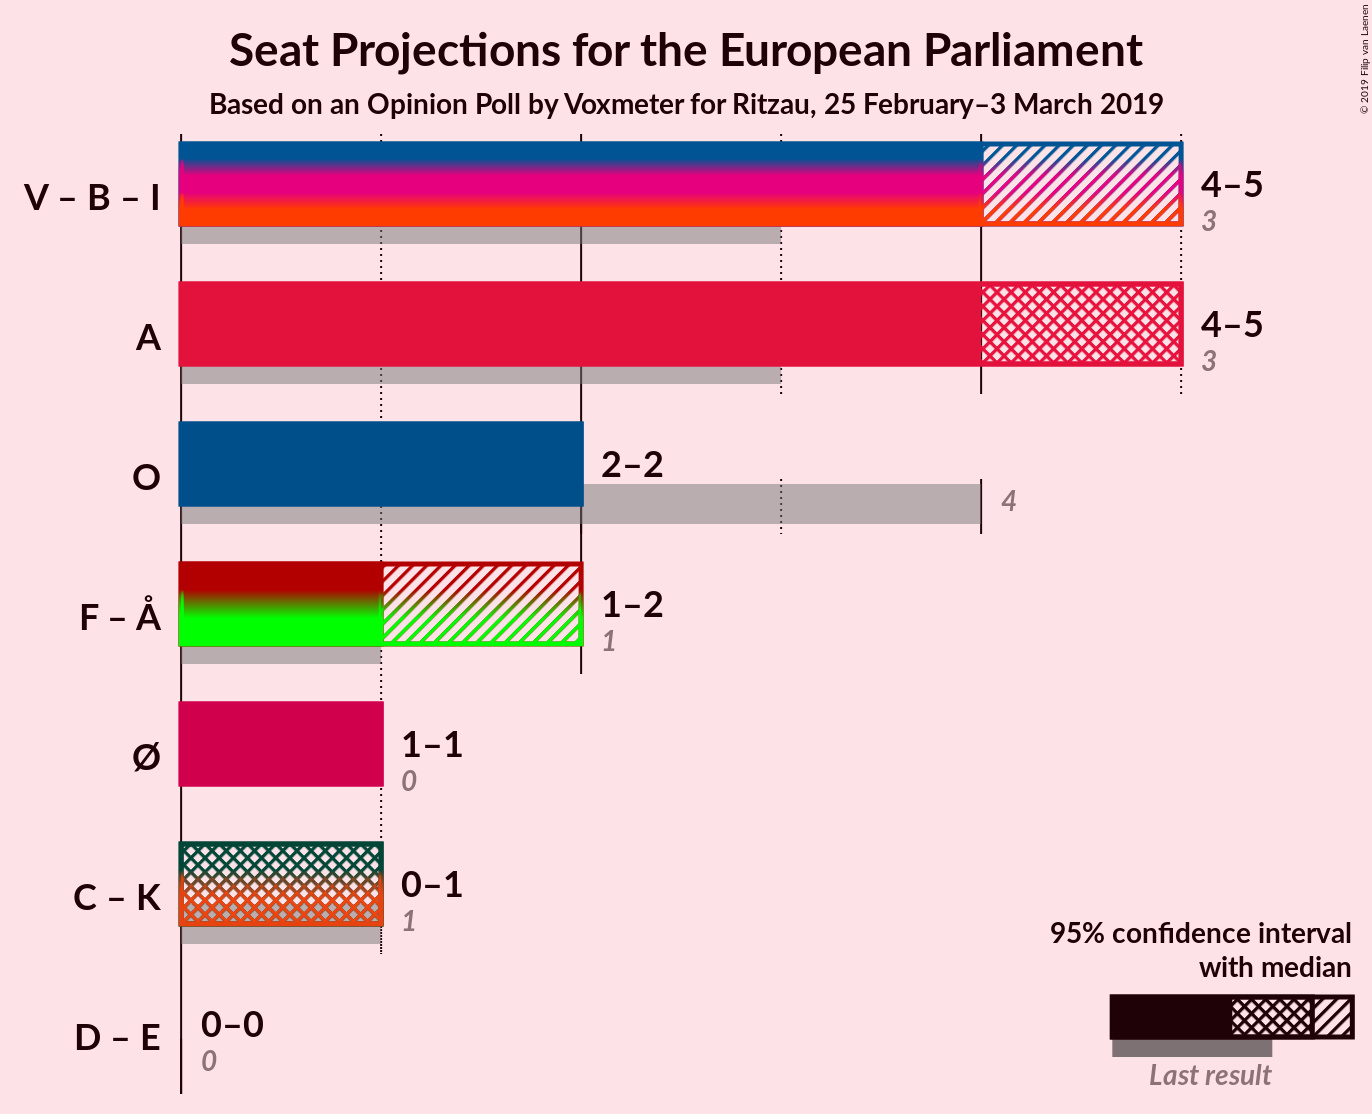 Seat Projections for the European Parliament
Based on an Opinion Poll by Voxmeter for Ritzau, 25 February–3 March 2019
© 2019 Filip van Laenen
V – B – I
4–5
3
A
4–5
3
O
2–2
4
F – Å
1–2
1
Ø
1–1
0
C – K
0–1
1
D – E
0–0
0
95% confidence interval
with median
Last result